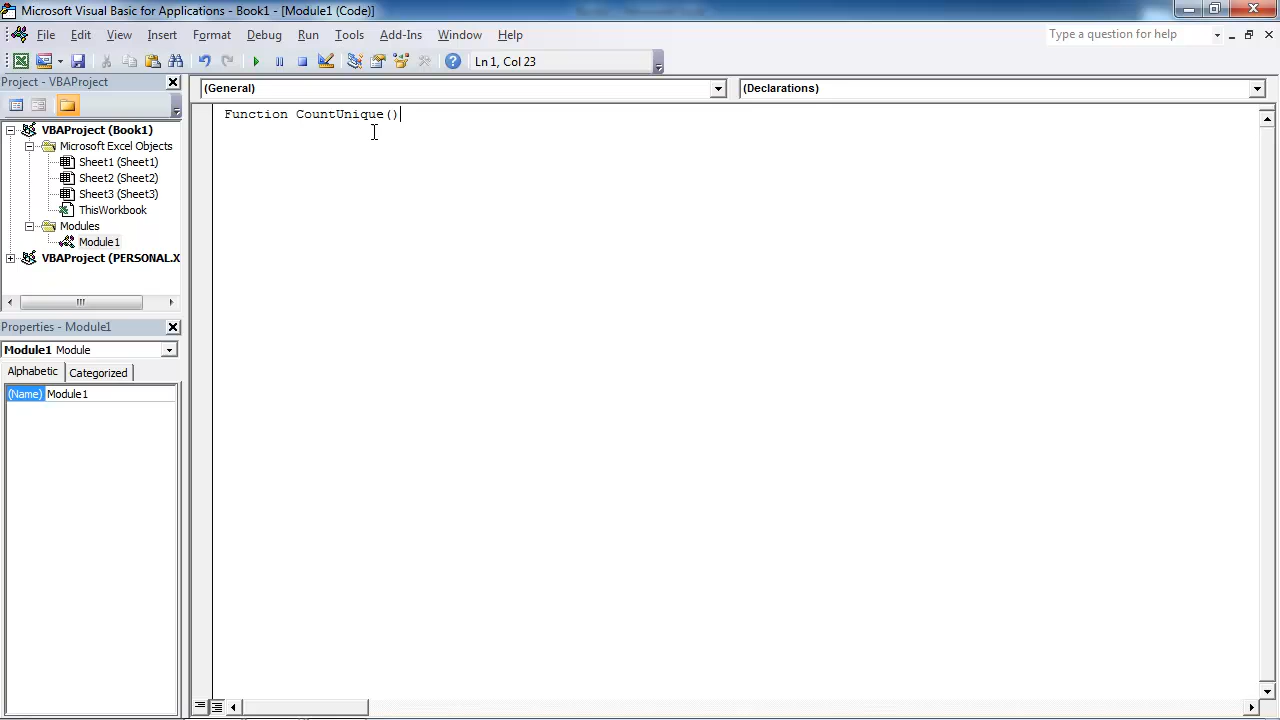 Microsoft Visual Basic for Applications - Book1 - [Module1 (Code)]
File Edit View Insert Format Debug Run Tools Add-Ins Window Help
Type a question for help
Ln 1, Col 23
Project - VBAProject
(General)
(Declarations)
Function CountUnique()
VBAProject (Book1)
Microsoft Excel Objects
Sheet1 (Sheet1)
Sheet2 (Sheet2)
Sheet3 (Sheet3)
ThisWorkbook
Modules
Module1
VBAProject (PERSONAL.X
Properties - Module1
Module1 Module
Alphabetic Categorized
(Name) Module1